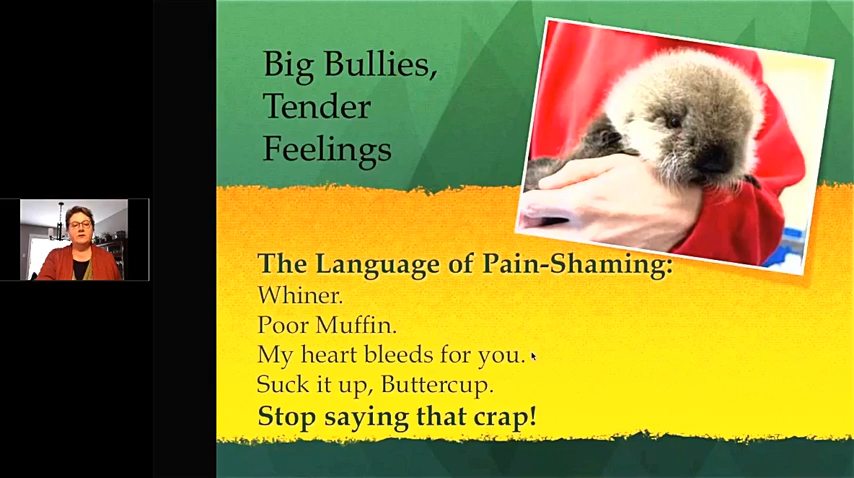 Big Bullies,
Tender
Feelings
The Language of Pain-Shaming:
Whiner.
Poor Muffin.
My heart bleeds for you.
Suck it up, Buttercup.
Stop saying that crap!